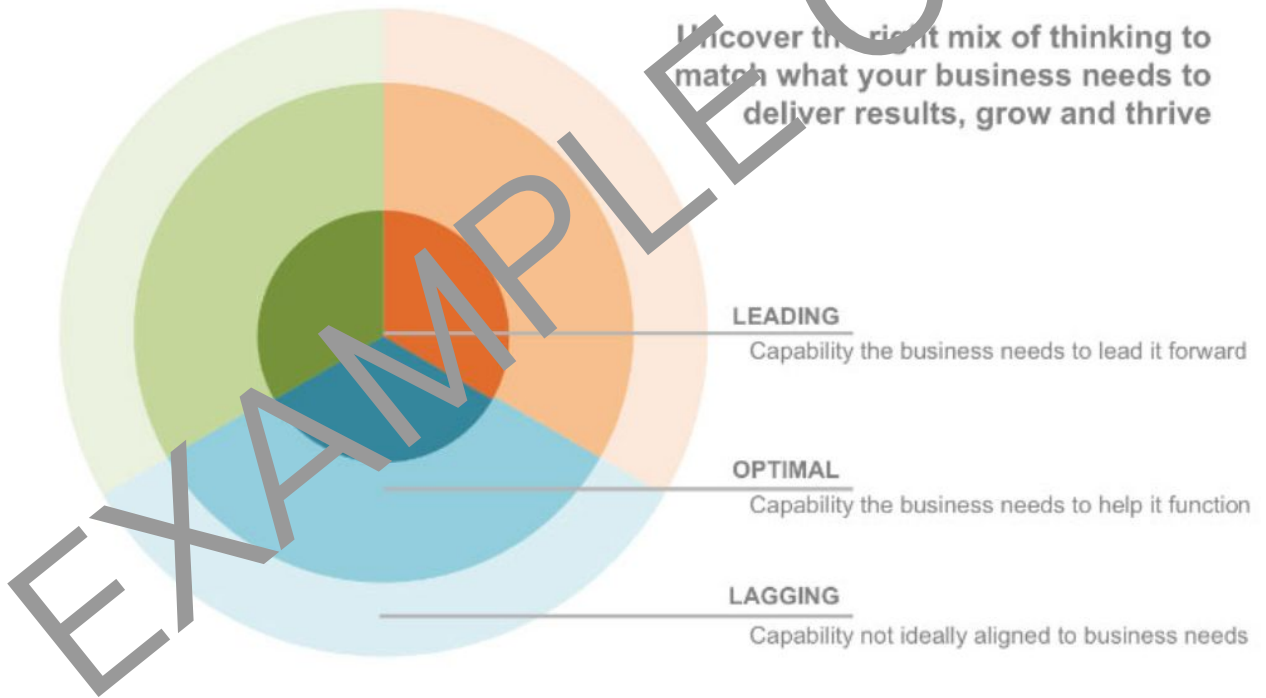 Uncover the right mix of thinking to
match what your business needs to
deliver results, grow and thrive
LEADING
Capability the business needs to lead it forward
OPTIMAL
Capability the business needs to help it function
LAGGING
Capability not ideally aligned to business needs
EXAMPLE